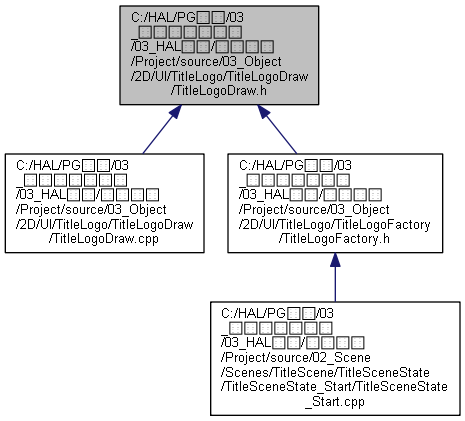 C:/HAL/PG□□/03
_□□□□□□□
/03_HAL□□/□□□□
/Project/source/03_Object
/2D/UI/TitleLogo/TitleLogoDraw
/TitleLogoDraw.h
C:/HAL/PG□□/03
_□□□□□□□
/03_HAL□□/□□□□
/Project/source/03_Object
/2D/UI/TitleLogo/TitleLogoDraw
/TitleLogoDraw.cpp
C:/HAL/PG□□/03
_□□□□□□□
/03_HAL□□/□□□□
/Project/source/03_Object
/2D/UI/TitleLogo/TitleLogoFactory
/TitleLogoFactory.h
C:/HAL/PG□□/03
_□□□□□□□
/03_HAL□□/□□□□
/Project/source/02_Scene
/Scenes/TitleScene/TitleSceneState
/TitleSceneState_Start/TitleSceneState
_Start.cpp